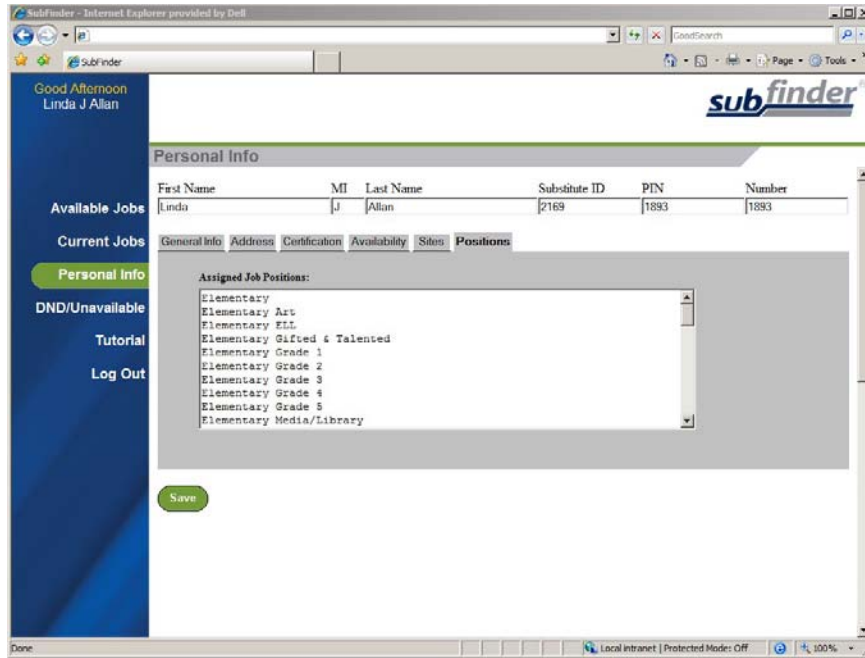 SubFinder - Internet Explorer provided by Dell
GoodSearch
SubFinder
Page
Tools
Good Afternoon
Linda J Allan
subfinder
Personal Info
First Name MI Last Name Substitute ID PIN Number
Linda J Allan 2169 1893 1893
Available Jobs
Current Jobs
Personal Info
DND/Unavailable
Tutorial
Log Out
General Info Address Certification Availability Sites Positions
Assigned Job Positions:
Elementary
Elementary Art
Elementary ELL
Elementary Gifted & Talented
Elementary Grade 1
Elementary Grade 2
Elementary Grade 3
Elementary Grade 4
Elementary Grade 5
Elementary Media/Library
Save
Done Local intranet | Protected Mode: Off 100%